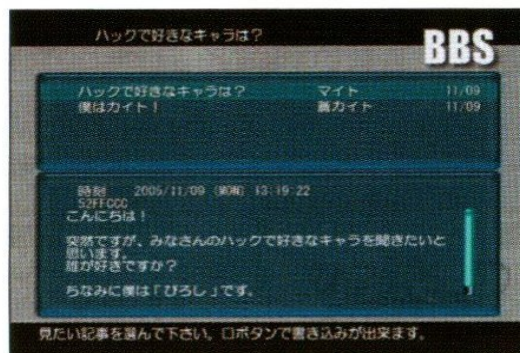 ハックで好きなキャラは？
BBS
ハックで好きなキャラは？ マイト 11/09
僕はカイト！ 蒼カイト 11/09
時刻 2005/11/09 13:19:22
S2FFCCC
こんにちは！
突然ですが、みなさんのハックで好きなキャラを聞きたいと
思います。
誰が好きですか？
ちなみに僕は「ぴろし」です。
見たい記事を選んで下さい。□ボタンで書き込みが出来ます。